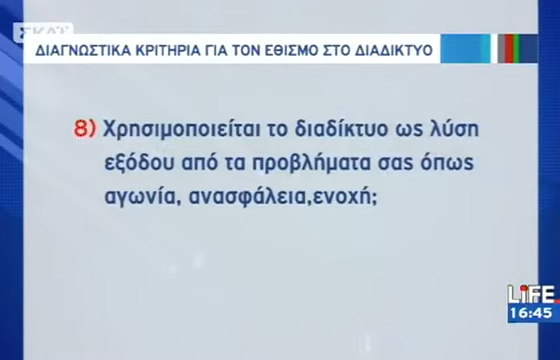 ΣΚΑΪ
ΔΙΑΓΝΩΣΤΙΚΑ ΚΡΙΤΗΡΙΑ ΓΙΑ ΤΟΝ ΕΘΙΣΜΟ ΣΤΟ ΔΙΑΔΙΚΤΥΟ
8) Χρησιμοποιείται το διαδίκτυο ως λύση
εξόδου από τα προβλήματα σας όπως
αγωνία, ανασφάλεια,ενοχή;
LiFE
16:45